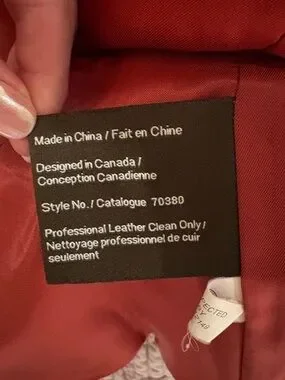 Made in China / Fait en Chine
Designed in Canada /
Conception Canadienne
Style No./ Catalogue 70380
Professional Leather Clean Only/
Nettoyage professionnel de cuir
seulement